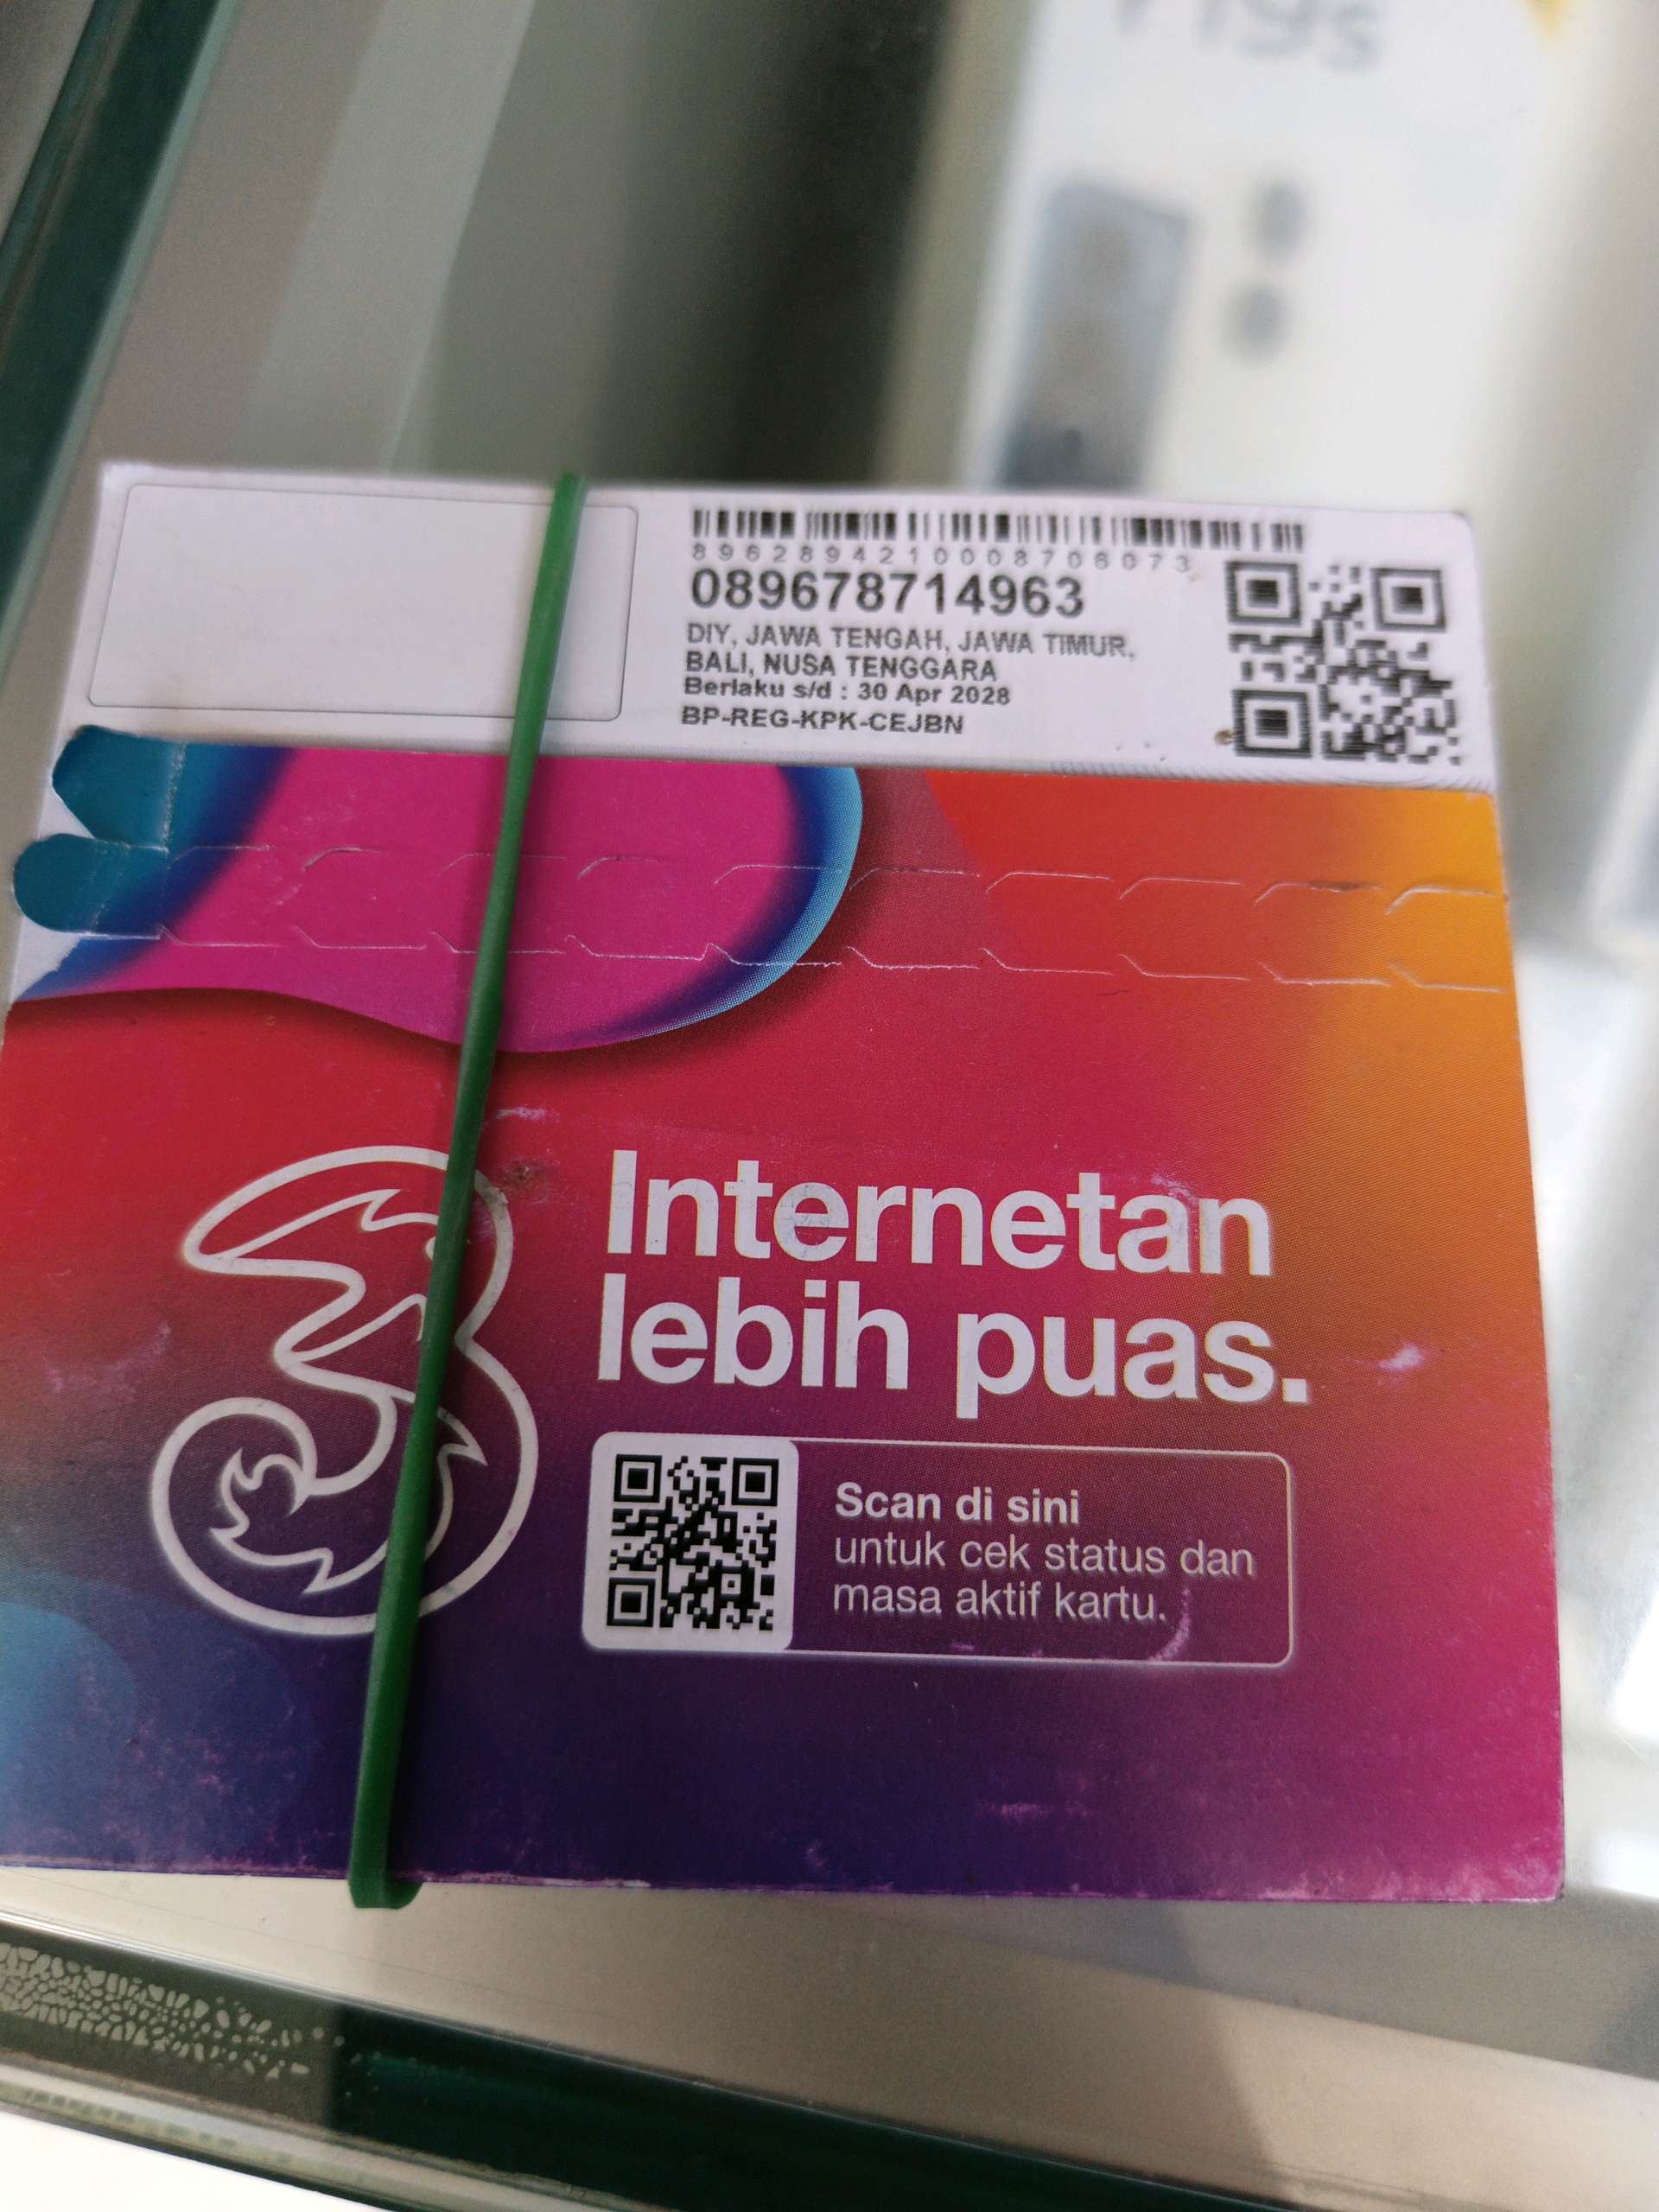 8962894210008706073
089678714963
DIY, JAWA TENGAH, JAWA TIMUR,
BALI, NUSA TENGGARA
Berlaku s/d : 30 Apr 2028
BP-REG-KPK-CEJBN
3
Internetan
lebih puas.
Scan di sini
untuk cek status dan
masa aktif kartu.